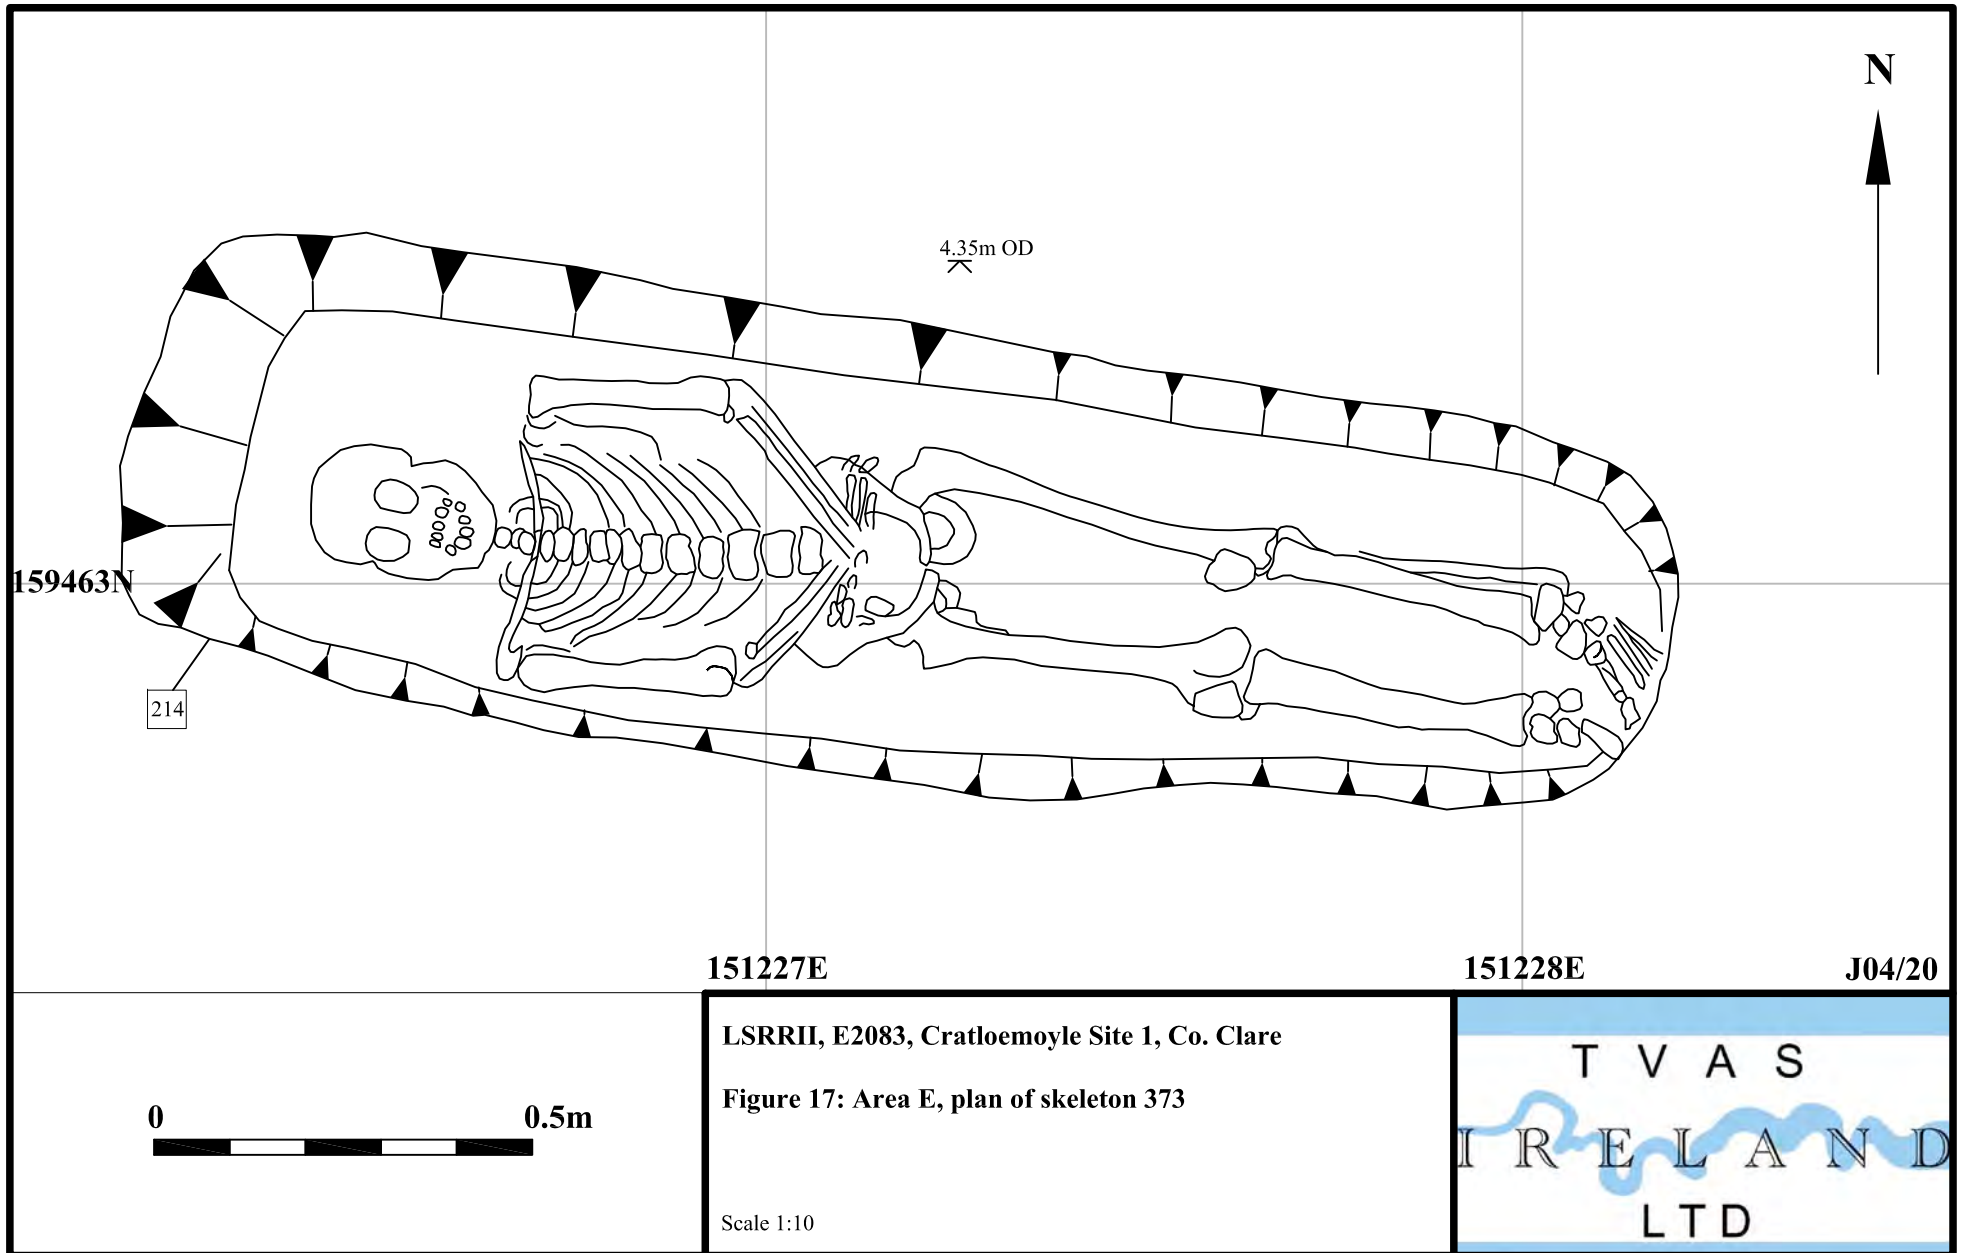 N
4.35m OD
159463N
214
151227E
151228E
J04/20
0
0.5m
LSRRII, E2083, Cratloemoyle Site 1, Co. Clare
Figure 17: Area E, plan of skeleton 373
Scale 1:10
T V A S
I R E L A N D
L T D